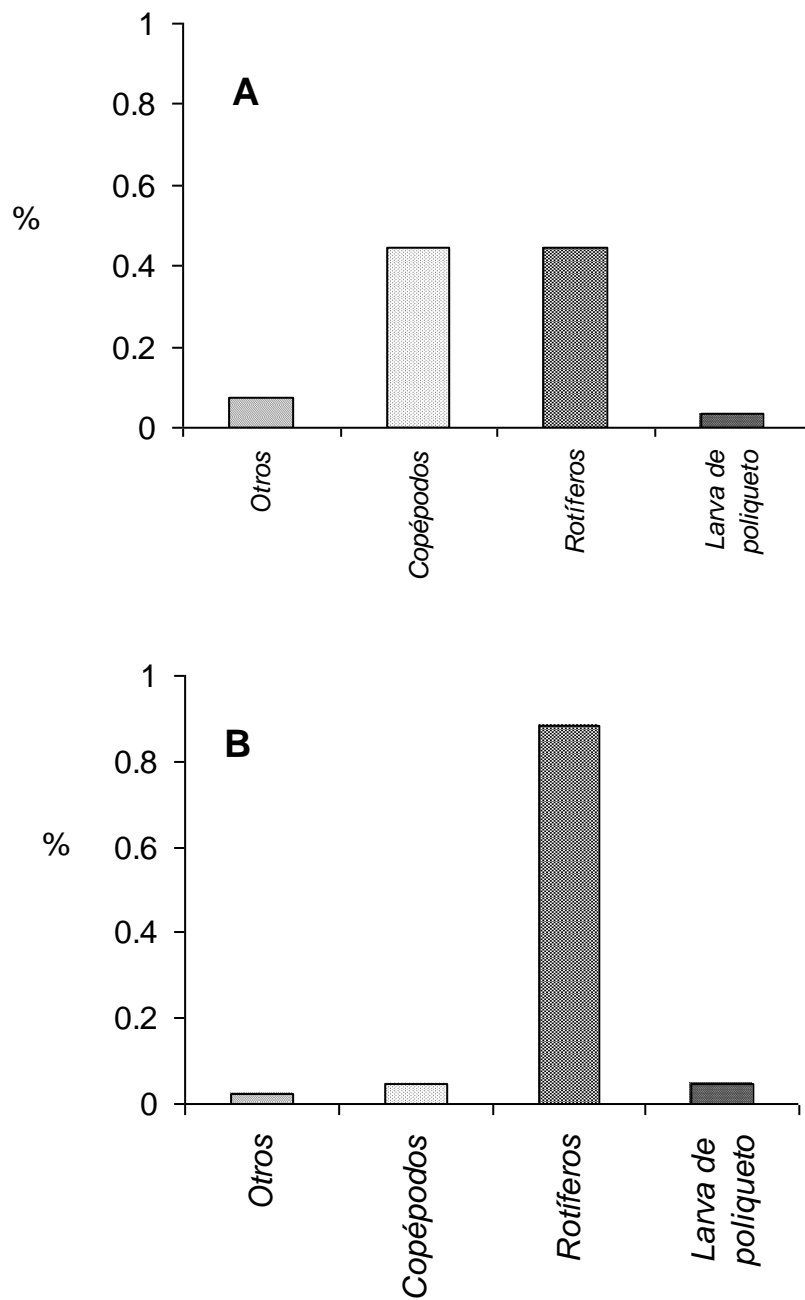 1
A
0.8
0.6
%
0.4
0.2
0
Otros
Copépodos
Rotíferos
Larva de
poliqueto
1
B
0.8
%
0.6
0.4
0.2
0
Otros
Copépodos
Rotíferos
Larva de
poliqueto